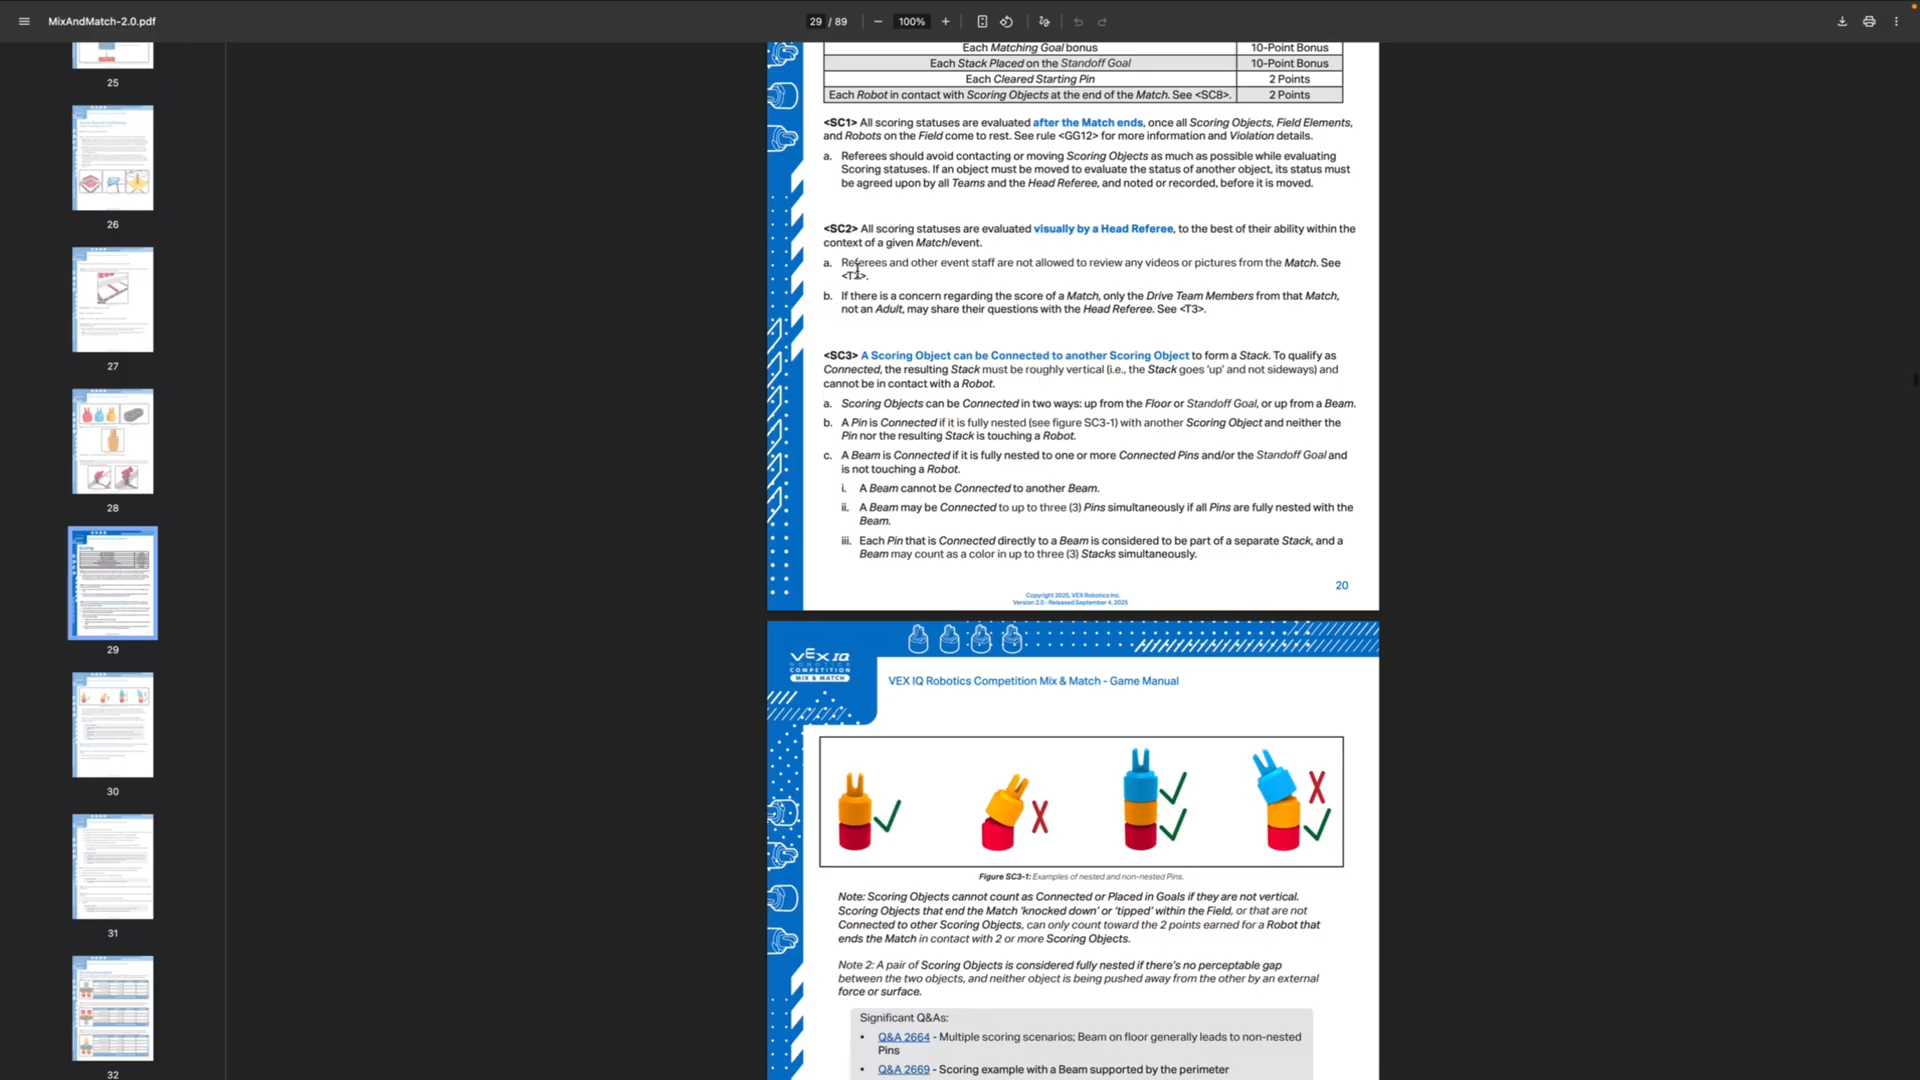 MixAndMatch-2.0.pdf
29 / 89
100%
25
26
27
28
29
30
31
32
Each Matching Goal bonus 10-Point Bonus
Each Stack Placed on the Standoff Goal 10-Point Bonus
Each Cleared Starting Pin 2 Points
Each Robot in contact with Scoring Objects at the end of the Match. See <SC8>. 2 Points
<SC1> All scoring statuses are evaluated after the Match ends, once all Scoring Objects, Field Elements,
and Robots on the Field come to rest. See rule <GG12> for more information and Violation details.
a. Referees should avoid contacting or moving Scoring Objects as much as possible while evaluating
Scoring statuses. If an object must be moved to evaluate the status of another object, its status must
be agreed upon by all Teams and the Head Referee, and noted or recorded, before it is moved.
<SC2> All scoring statuses are evaluated visually by a Head Referee, to the best of their ability within the
context of a given Match/event.
a. Referees and other event staff are not allowed to review any videos or pictures from the Match. See
b. If there is a concern regarding the score of a Match, only the Drive Team Members from that Match,
not an Adult, may share their questions with the Head Referee. See <T3>.
<SC3> A Scoring Object can be Connected to another Scoring Object to form a Stack. To qualify as
Connected, the resulting Stack must be roughly vertical (i.e., the Stack goes 'up' and not sideways) and
cannot be in contact with a Robot.
a. Scoring Objects can be Connected in two ways: up from the Floor or Standoff Goal, or up from a Beam.
b. A Pin is Connected if it is fully nested (see figure SC3-1) with another Scoring Object and neither the
Pin nor the resulting Stack is touching a Robot.
c. A Beam is Connected if it is fully nested to one or more Connected Pins and/or the Standoff Goal and
is not touching a Robot.
i. A Beam cannot be Connected to another Beam.
ii. A Beam may be Connected to up to three (3) Pins simultaneously if all Pins are fully nested with the
Beam.
iii. Each Pin that is Connected directly to a Beam is considered to be part of a separate Stack, and a
Beam may count as a color in up to three (3) Stacks simultaneously.
20
Copyright 2025, VEX Robotics Inc.
Version 2.0 - Released September 4, 2025
VEX IQ
ROBOTICS
COMPETITION
MIX & MATCH
VEX IQ Robotics Competition Mix & Match - Game Manual
Figure SC3-1: Examples of nested and non-nested Pins.
Note: Scoring Objects cannot count as Connected or Placed in Goals if they are not vertical.
Scoring Objects that end the Match 'knocked down' or 'tipped' within the Field, or that are not
Connected to other Scoring Objects, can only count toward the 2 points earned for a Robot that
ends the Match in contact with 2 or more Scoring Objects.
Note 2: A pair of Scoring Objects is considered fully nested if there's no perceptable gap
between the two objects, and neither object is being pushed away from the other by an external
force or surface.
Significant Q&As:
• Q&A 2664 - Multiple scoring scenarios; Beam on floor generally leads to non-nested
Pins
• Q&A 2669 - Scoring example with a Beam supported by the perimeter